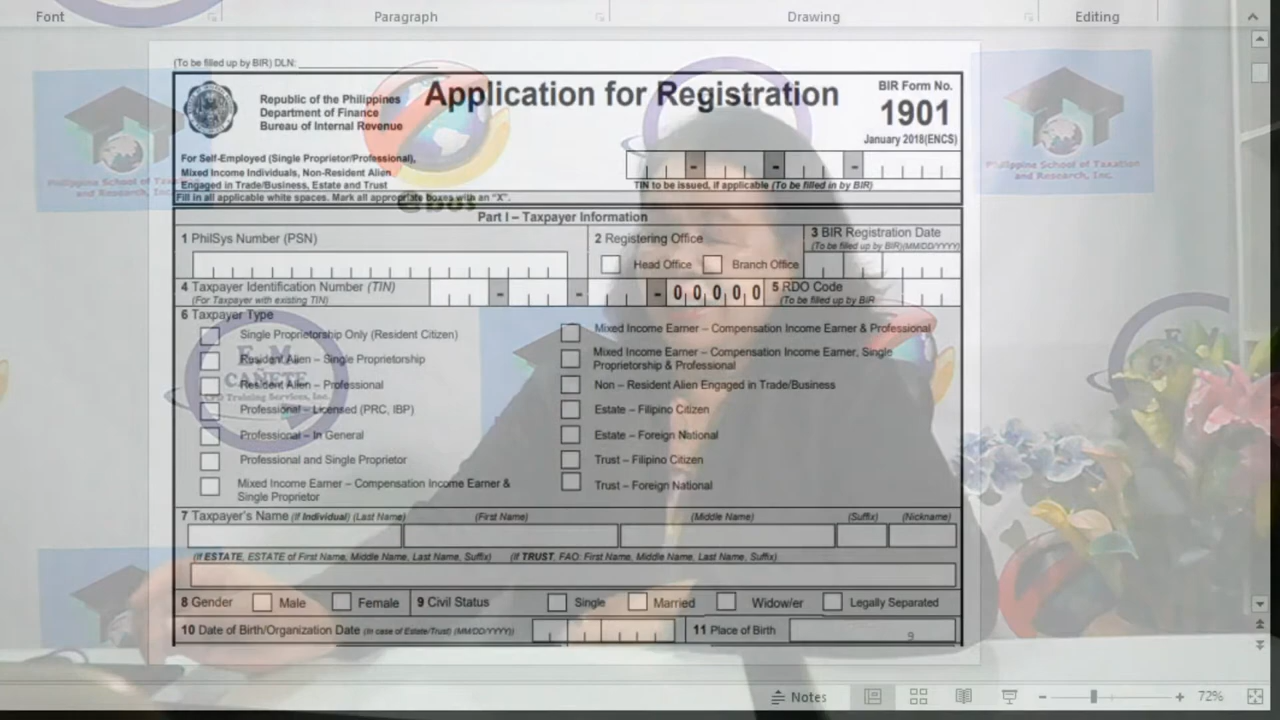 Font
Paragraph
Drawing
Editing
(To be filled up by BIR) DLN:
Republic of the Philippines
Department of Finance
Bureau of Internal Revenue
Application for Registration
BIR Form No.
1901
January 2018(ENCS)
For Self-Employed (Single Proprietor/Professional),
Mixed Income Individuals, Non-Resident Alien
Engaged in Trade/Business, Estate and Trust
TIN to be issued, if applicable (To be filled in by BIR)
Fill in all applicable white spaces. Mark all appropriate boxes with an “X”.
Part I – Taxpayer Information
1 PhilSys Number (PSN)
2 Registering Office
Head Office
Branch Office
3 BIR Registration Date
(To be filled up by BIR)(MM/DD/YYYY)
4 Taxpayer Identification Number (TIN)
(For Taxpayer with existing TIN)
- - - 0 0 0 0 0
5 RDO Code
(To be filled up by BIR
6 Taxpayer Type
Single Proprietorship Only (Resident Citizen)
Resident Alien – Single Proprietorship
Resident Alien – Professional
Professional – Licensed (PRC, IBP)
Professional – In General
Professional and Single Proprietor
Mixed Income Earner – Compensation Income Earner &
Single Proprietor
Mixed Income Earner – Compensation Income Earner & Professional
Mixed Income Earner – Compensation Income Earner, Single
Proprietorship & Professional
Non – Resident Alien Engaged in Trade/Business
Estate – Filipino Citizen
Estate – Foreign National
Trust – Filipino Citizen
Trust – Foreign National
7 Taxpayer's Name (If Individual) (Last Name)
(First Name)
(Middle Name)
(Suffix)
(Nickname)
(If ESTATE, ESTATE of First Name, Middle Name, Last Name, Suffix)
(If TRUST, FAO: First Name, Middle Name, Last Name, Suffix)
8 Gender
Male
Female
9 Civil Status
Single
Married
Widow/er
Legally Separated
10 Date of Birth/Organization Date (In case of Estate/Trust) (MM/DD/YYYY)
11 Place of Birth
9
Philippine School of Taxation
and Research, Inc.
CAÑETE
Training Services, Inc.
Philippine School of Taxation
and Research, Inc.
Notes
72%